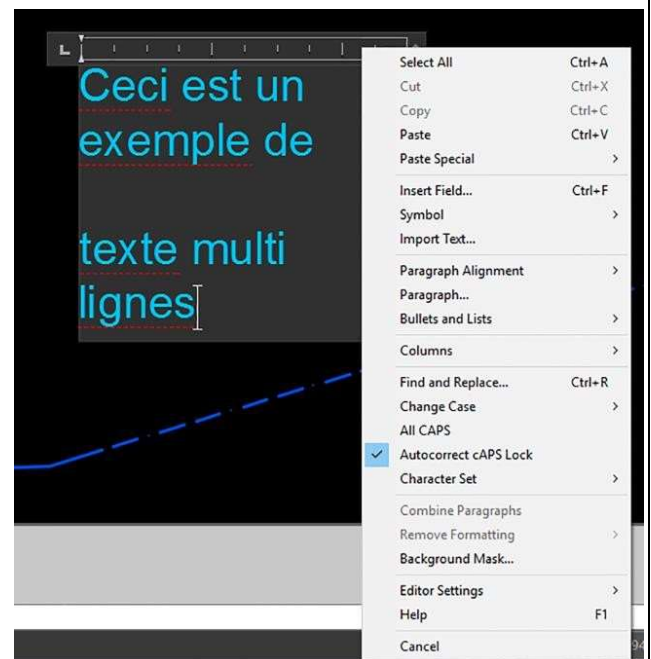 Ceci est un
exemple de
texte multi
lignes
Select All Ctrl+A
Cut Ctrl+X
Copy Ctrl+C
Paste Ctrl+V
Paste Special
Insert Field... Ctrl+F
Symbol
Import Text...
Paragraph Alignment
Paragraph...
Bullets and Lists
Columns
Find and Replace... Ctrl+R
Change Case
All CAPS
Autocorrect cAPS Lock
Character Set
Combine Paragraphs
Remove Formatting
Background Mask...
Editor Settings
Help F1
Cancel